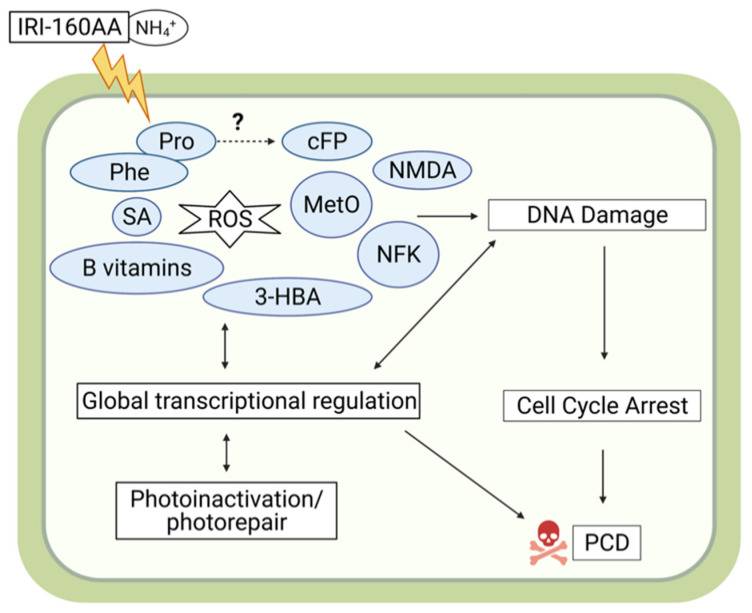 IRI-160AA NH₄⁺
?
Pro cFP
Phe NMDA
SA ROS MetO
DNA Damage
B vitamins NFK
3-HBA
Global transcriptional regulation
Cell Cycle Arrest
Photoinactivation/
photorepair
PCD